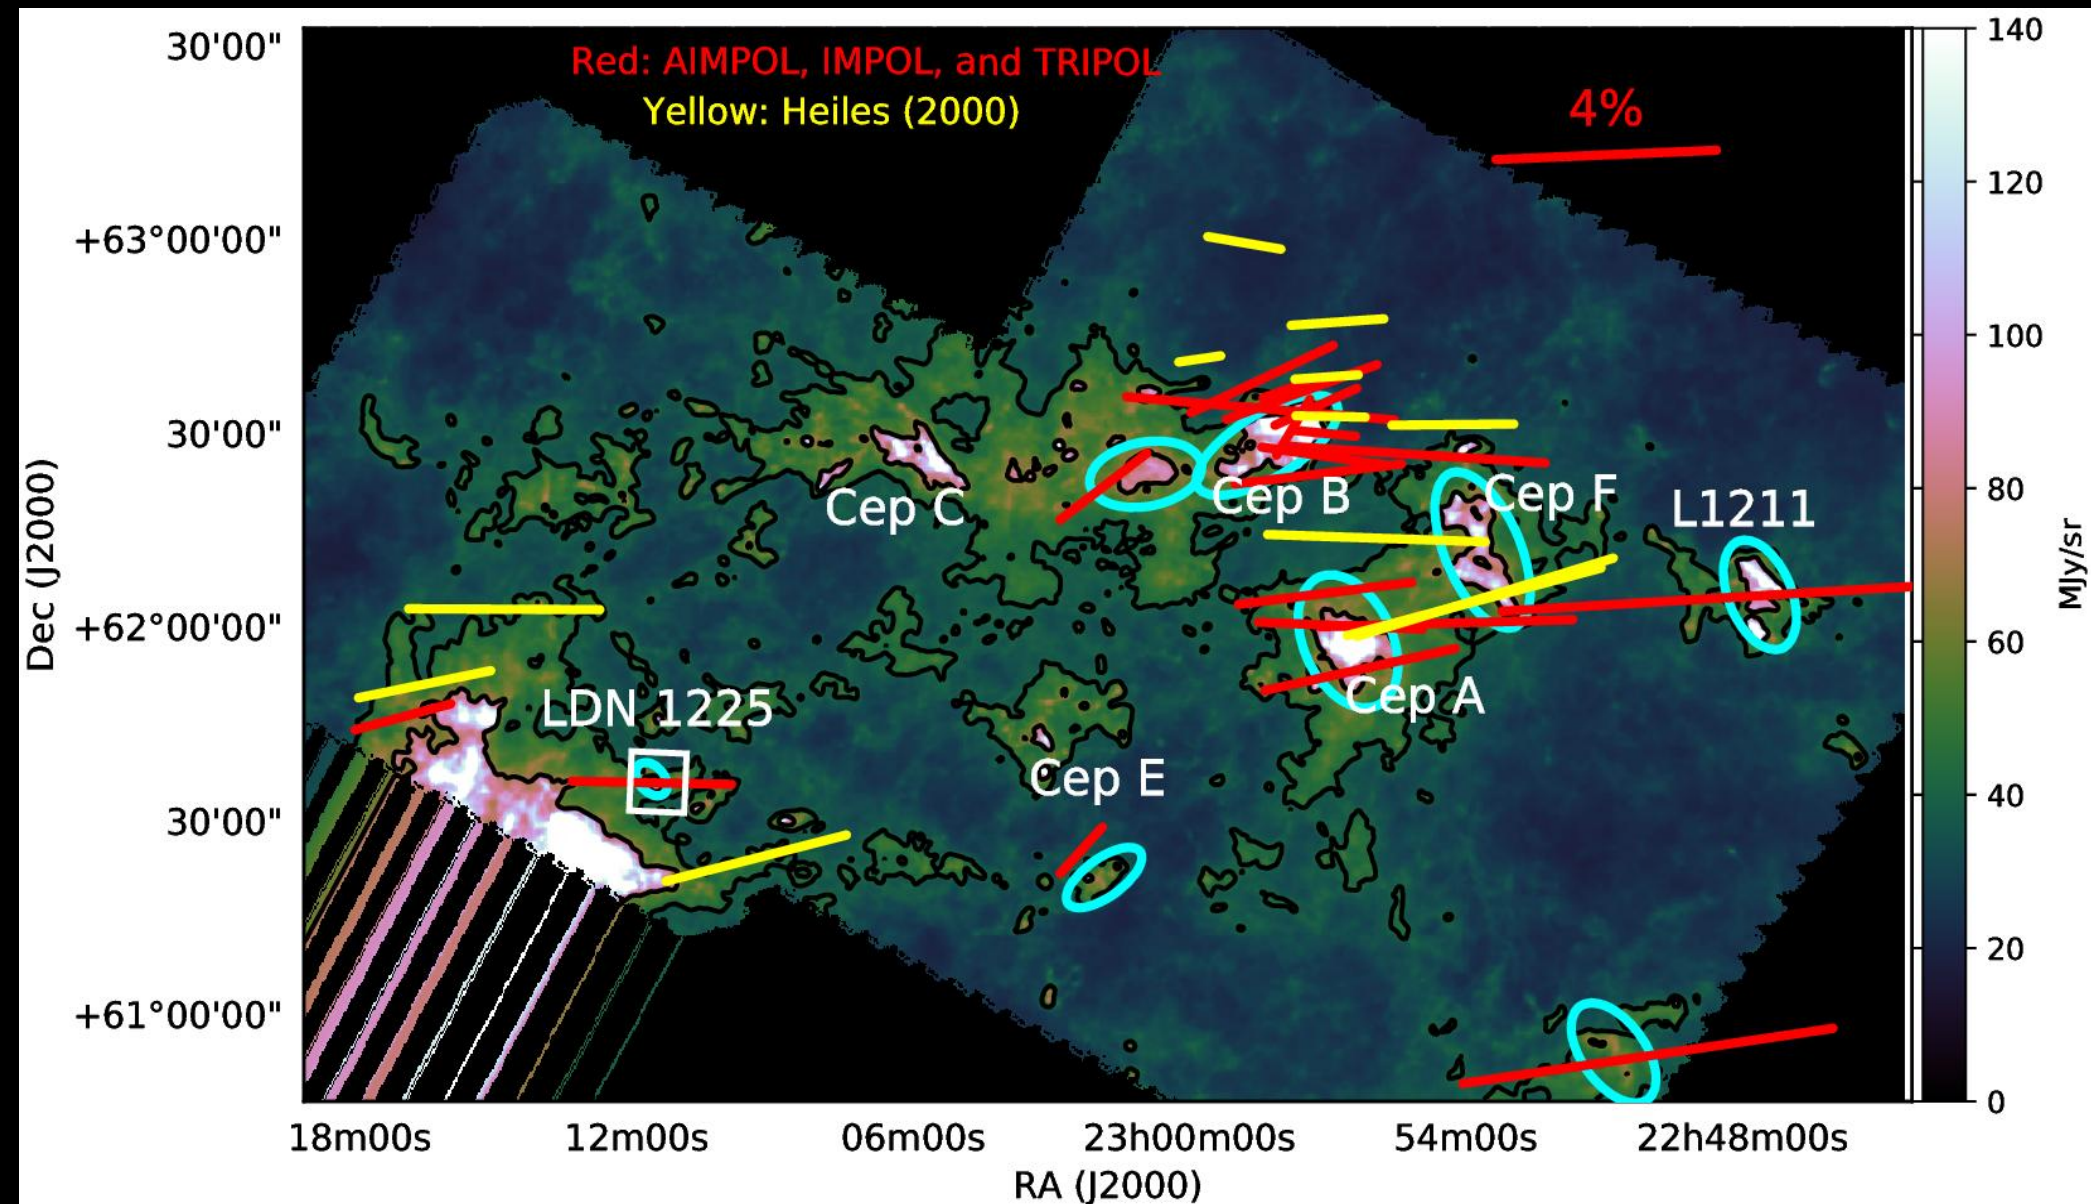 30'00"
Red: AIMPOL, IMPOL, and TRIPOL
Yellow: Heiles (2000)
4%
140
120
+63°00'00"
100
30'00"
Cep C
Cep B
Cep F
L1211
80
MJy/sr
Dec (J2000)
+62°00'00"
60
LDN 1225
Cep A
Cep E
30'00"
40
20
+61°00'00"
0
18m00s 12m00s 06m00s 23h00m00s 54m00s 22h48m00s
RA (J2000)